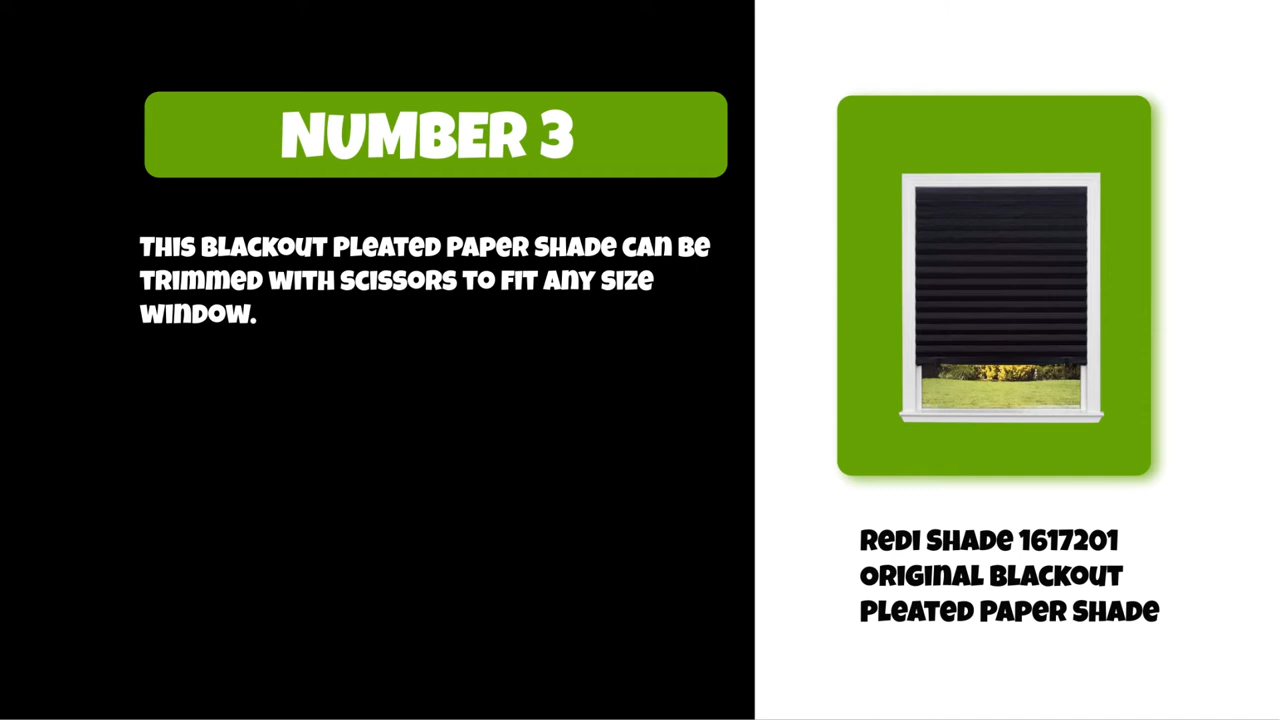 NUMBER 3
THIS BLACKOUT PLEATED PAPER SHADE CAN BE
TRIMMED WITH SCISSORS TO FIT ANY SIZE
WINDOW.
REDI SHADE 1617201
ORIGINAL BLACKOUT
PLEATED PAPER SHADE